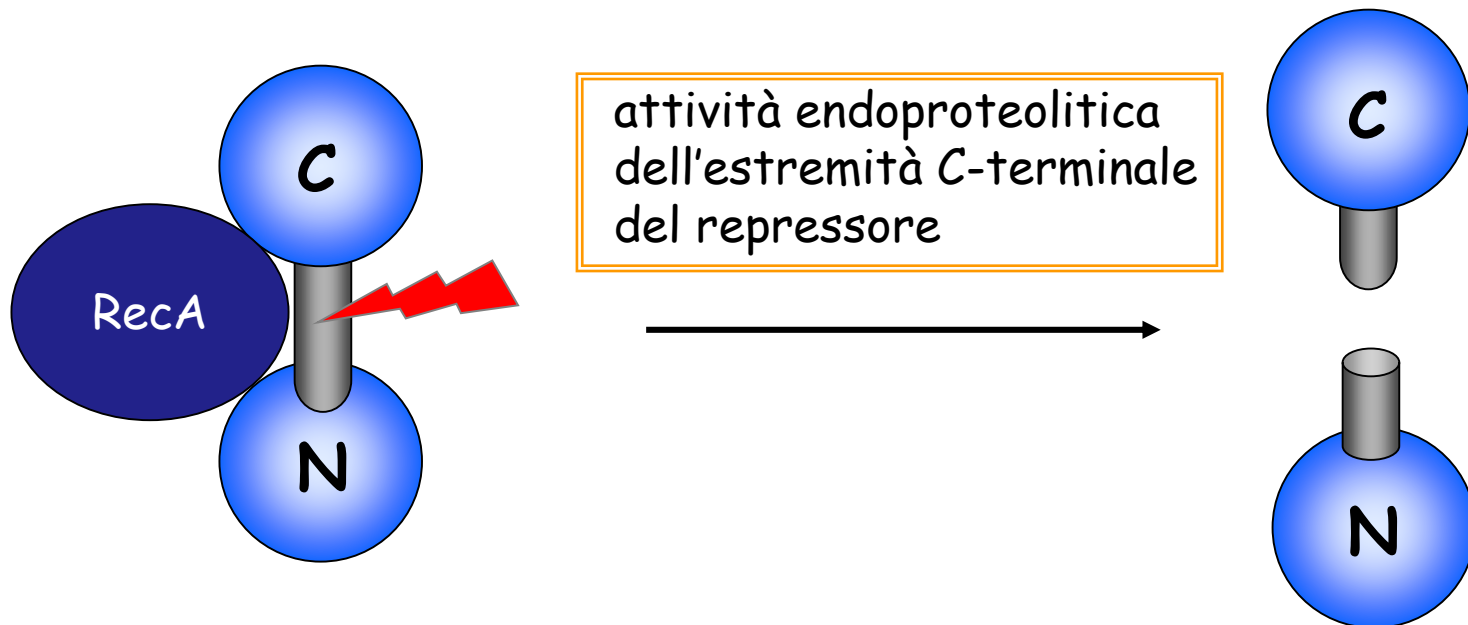 C
RecA
N
attività endoproteolitica
dell'estremità C-terminale
del repressore
C
N